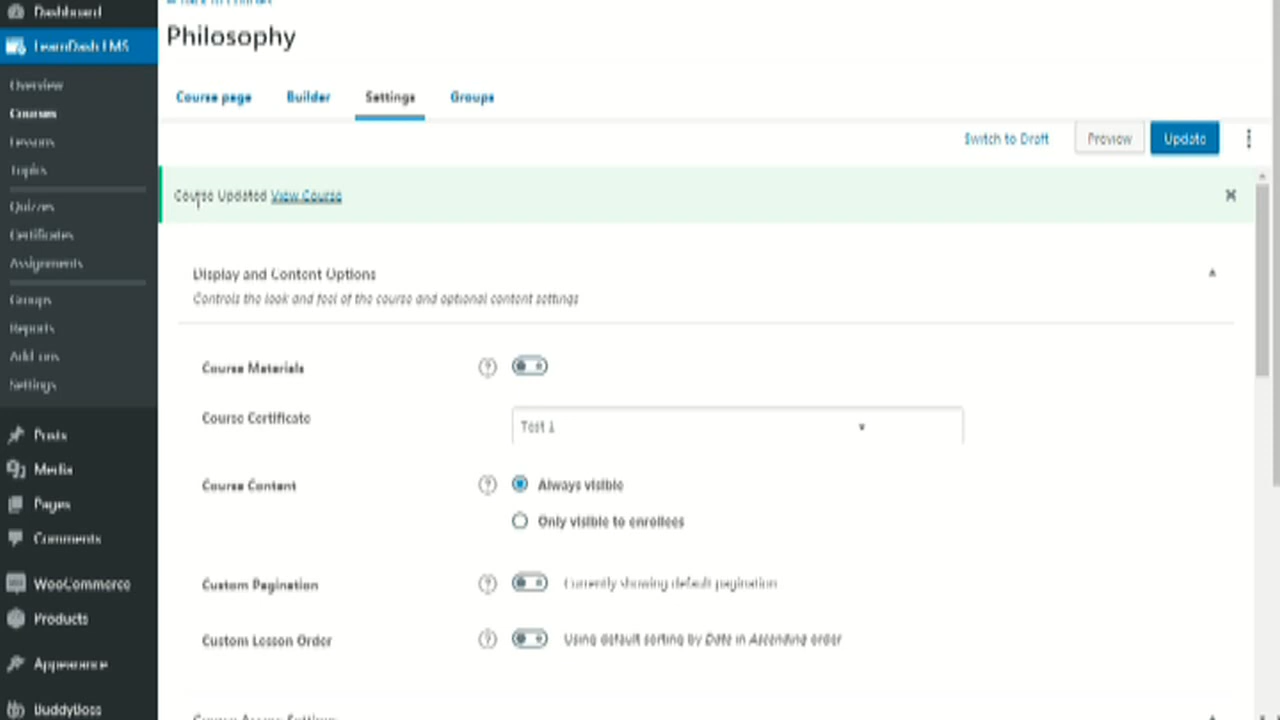 Dashboard
LearnDash LMS
Overview
Courses
Lessons
Topics
Quizzes
Certificates
Assignments
Groups
Reports
Add-ons
Settings
Posts
Media
Pages
Comments
WooCommerce
Products
Appearance
BuddyBoss
Philosophy
Course page Builder Settings Groups
Switch to Draft Preview Update
Course Updated View Course
Display and Content Options
Controls the look and feel of the course and optional content settings
Course Materials
Course Certificate Test 1
Course Content Always visible
Only visible to enrollees
Custom Pagination Currently showing default pagination
Custom Lesson Order Using default sorting by Date in Ascending order
Course Access Settings